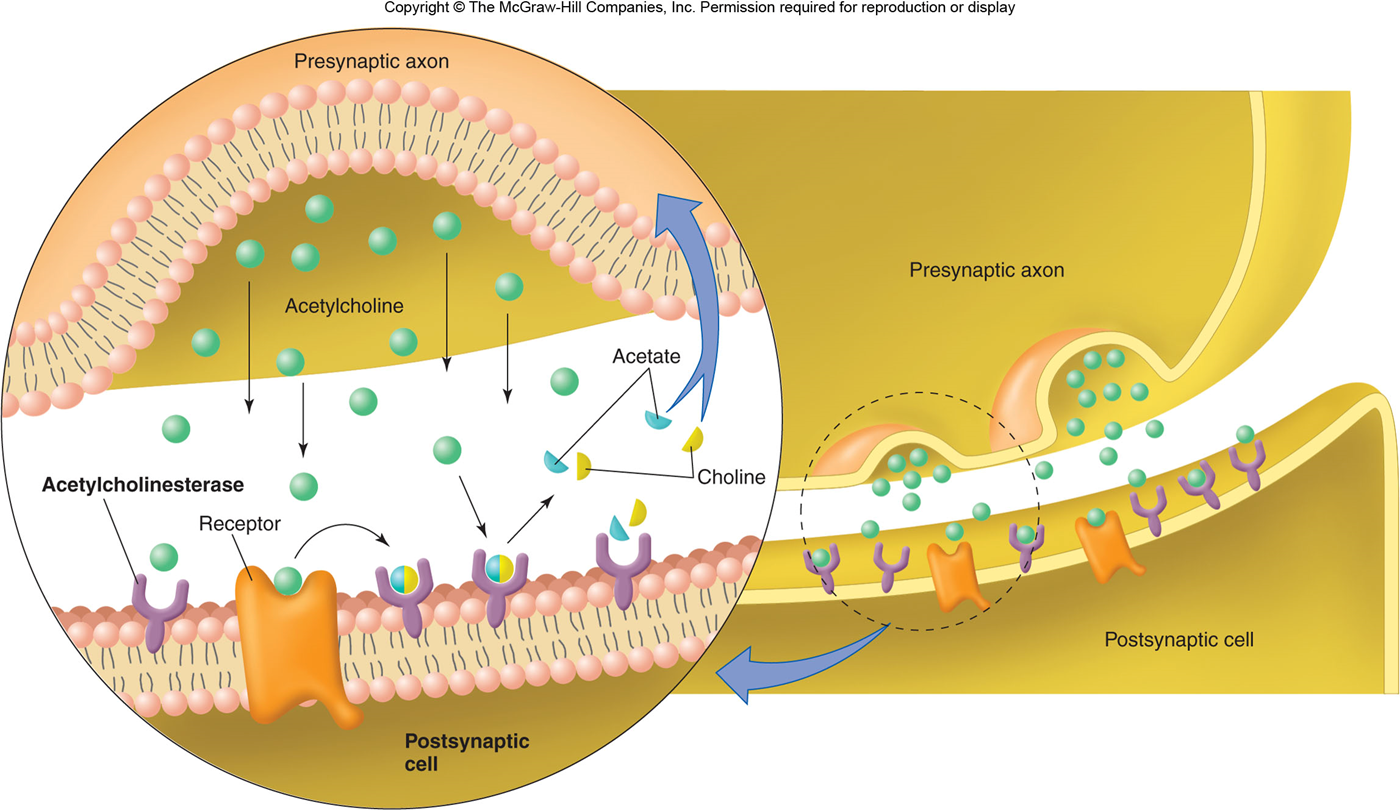 Copyright © The McGraw-Hill Companies, Inc. Permission required for reproduction or display
Presynaptic axon
Acetylcholine
Acetate
Choline
Acetylcholinesterase
Receptor
Postsynaptic
cell
Presynaptic axon
Postsynaptic cell